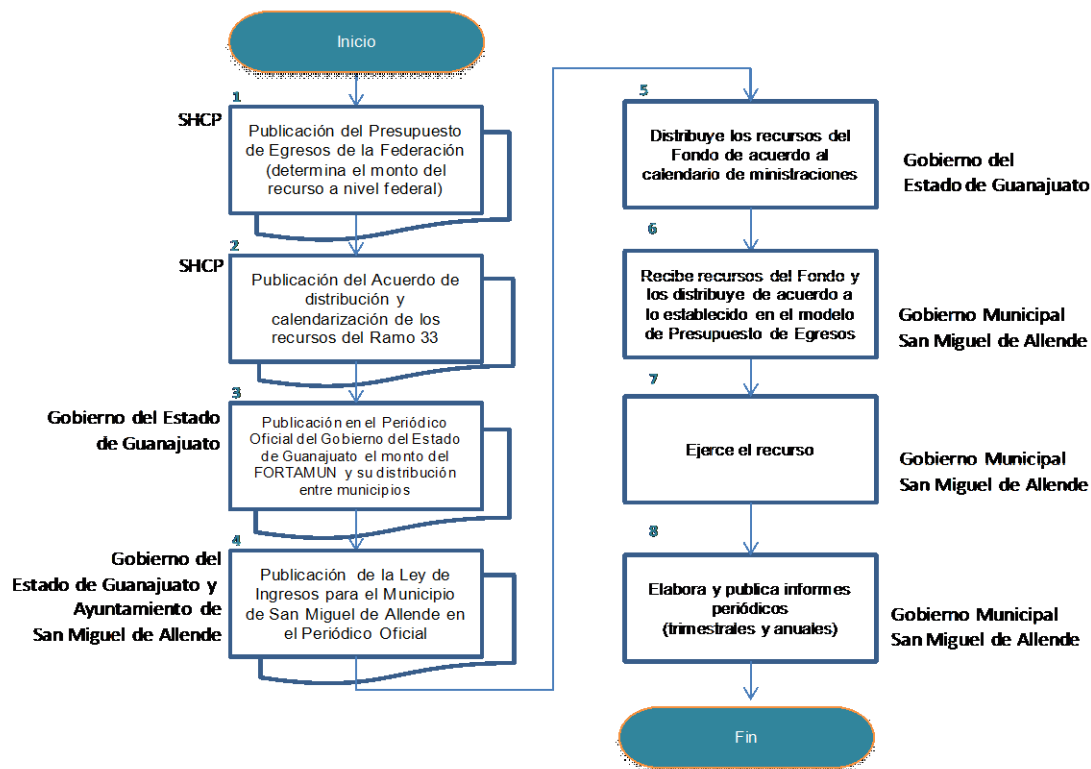 Inicio
1
SHCP
Publicación del Presupuesto
de Egresos de la Federación
(determina el monto del
recurso a nivel federal)
2
SHCP
Publicación del Acuerdo de
distribución y
calendarización de los
recursos del Ramo 33
3
Gobierno del Estado
de Guanajuato
Publicación en el Periódico
Oficial del Gobierno del Estado
de Guanajuato el monto del
FORTAMUN y su distribución
entre municipios
4
Gobierno del
Estado de Guanajuato y
Ayuntamiento de
San Miguel de Allende
Publicación de la Ley de
Ingresos para el Municipio
de San Miguel de Allende en
el Periódico Oficial
5
Distribuye los recursos del
Fondo de acuerdo al
calendario de ministraciones
Gobierno del
Estado de Guanajuato
6
Recibe recursos del Fondo y
los distribuye de acuerdo a
lo establecido en el modelo
de Presupuesto de Egresos
Gobierno Municipal
San Miguel de Allende
7
Ejerce el recurso
Gobierno Municipal
San Miguel de Allende
8
Elabora y publica informes
periódicos
(trimestrales y anuales)
Gobierno Municipal
San Miguel de Allende
Fin